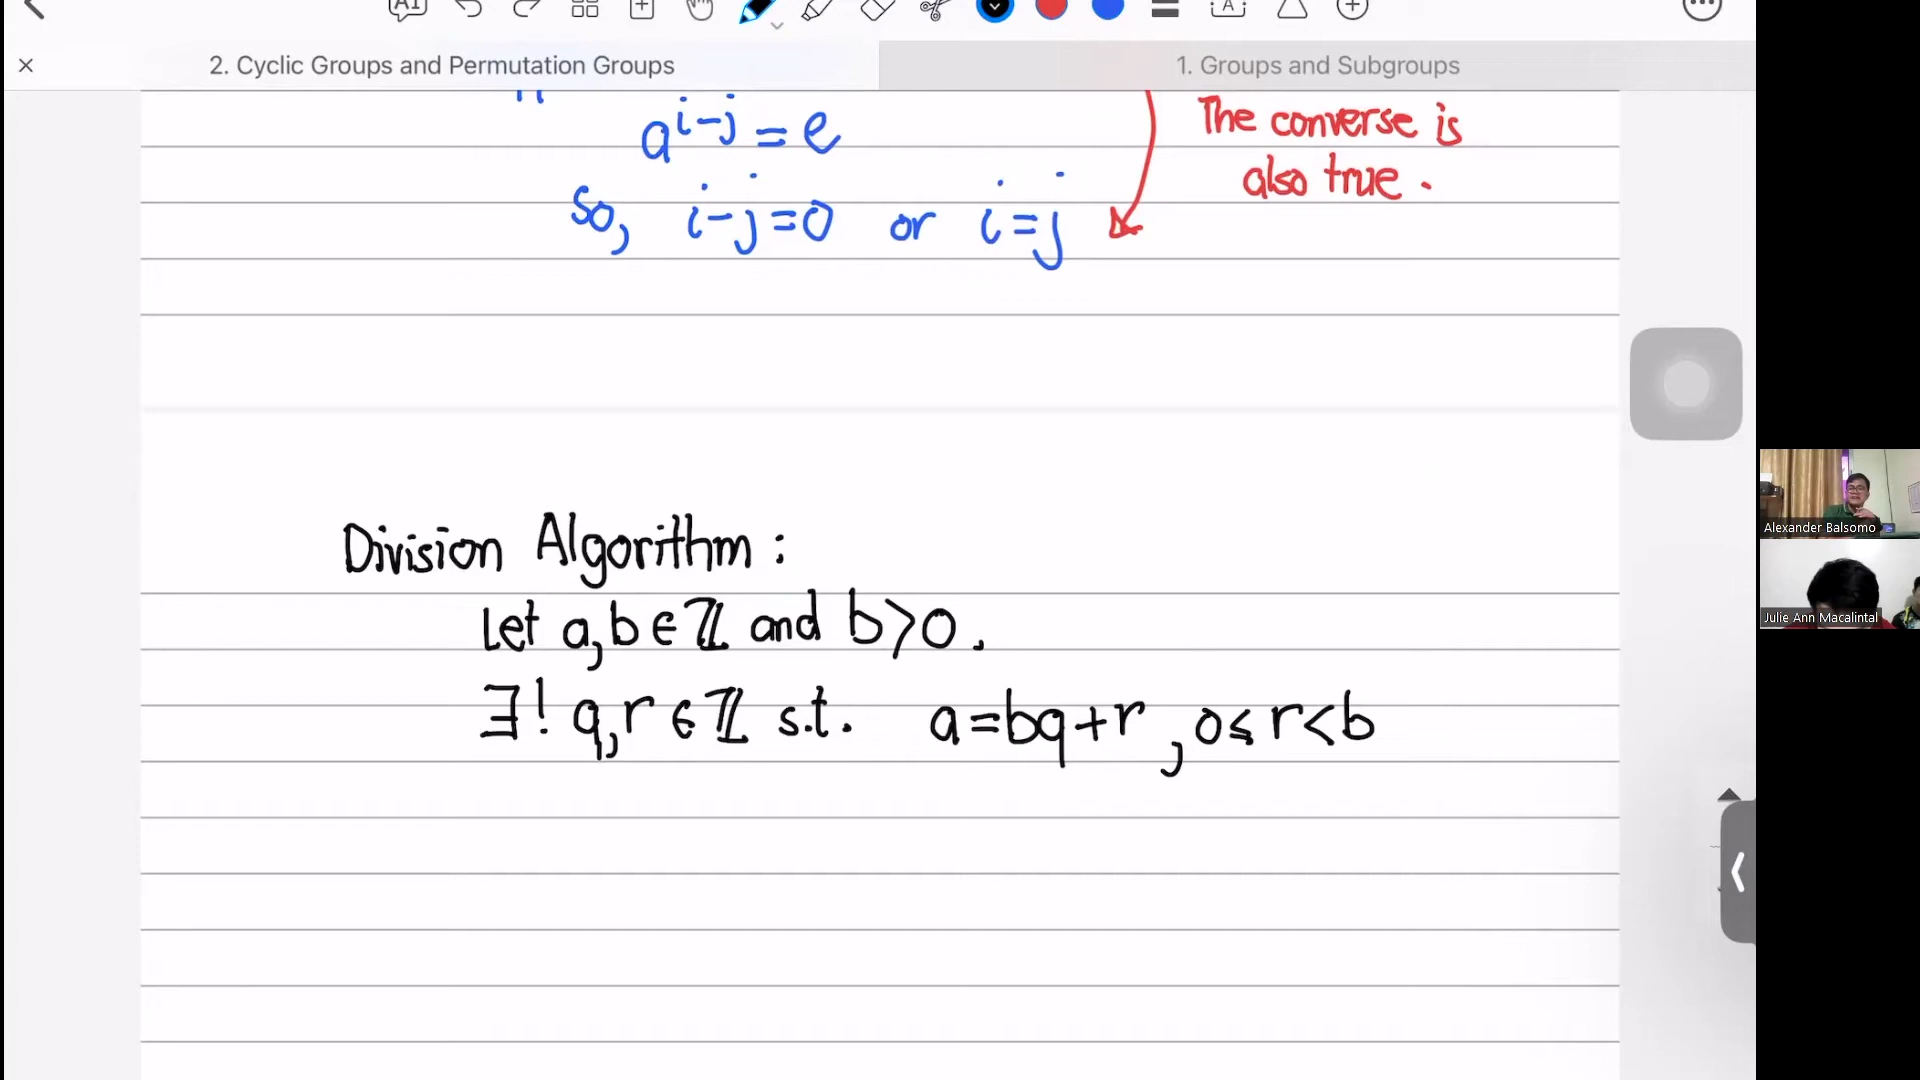 2. Cyclic Groups and Permutation Groups
1. Groups and Subgroups
a^{i-j} = e
so, i-j=0 or i=j
The converse is
also true.
Division Algorithm:
Let a,b∈ℤ and b>0.
∃! q,r∈ℤ s.t. a=bq+r, 0≤r<b
Alexander Balsomo
Julie Ann Macalintal